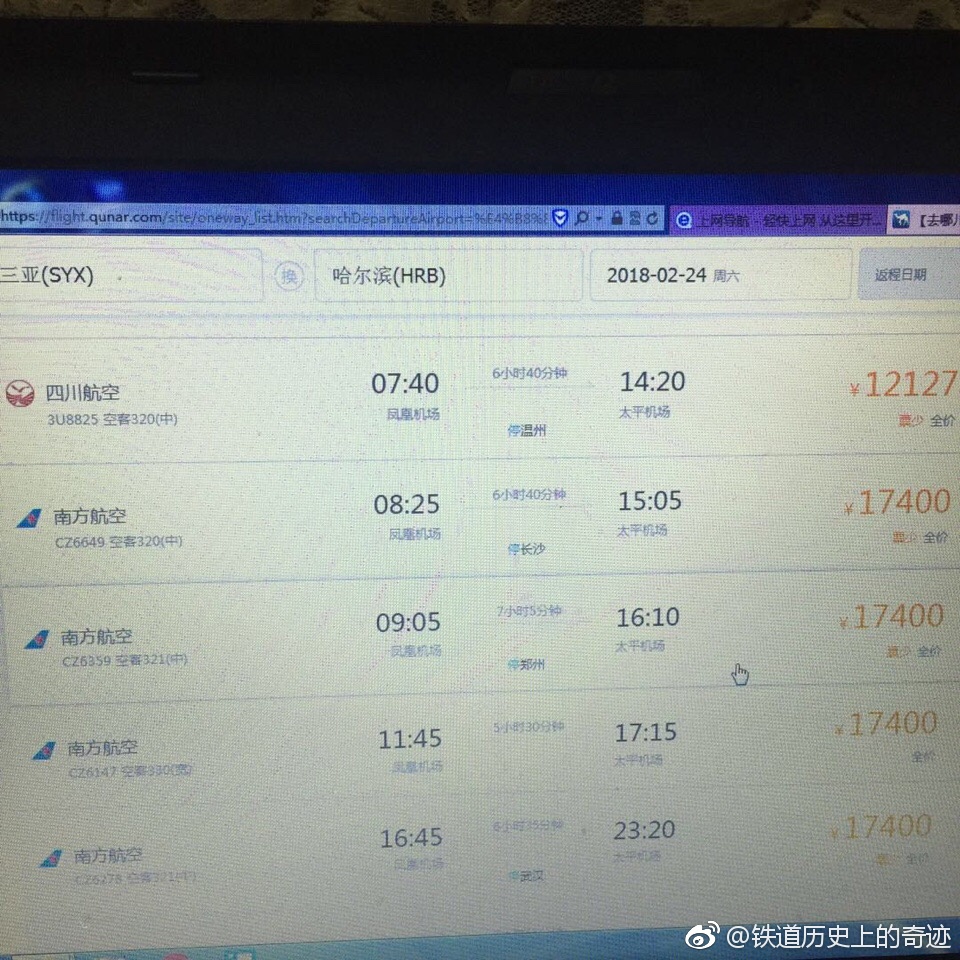 https://flight.qunar.com/site/oneway_list.htm?searchDepartureAirport=%E4%B8%8 上网导航 - 轻快上网 从这里开... 【去哪儿
三亚(SYX) 换 哈尔滨(HRB) 2018-02-24 周六 返程日期
四川航空 07:40 6小时40分钟 14:20 ¥12127
3U8825 空客320(中) 凤凰机场 停温州 太平机场 票少 全价
南方航空 08:25 6小时40分钟 15:05 ¥17400
CZ6649 空客320(中) 凤凰机场 停长沙 太平机场 票少 全价
南方航空 09:05 7小时5分钟 16:10 ¥17400
CZ6359 空客321(中) 凤凰机场 停郑州 太平机场 票少 全价
南方航空 11:45 5小时30分钟 17:15 ¥17400
CZ6147 空客330(宽) 凤凰机场 太平机场 全价
南方航空 16:45 6小时35分钟 23:20 ¥17400
CZ6278 空客321(中) 凤凰机场 停武汉 太平机场 票少 全价
@铁道历史上的奇迹